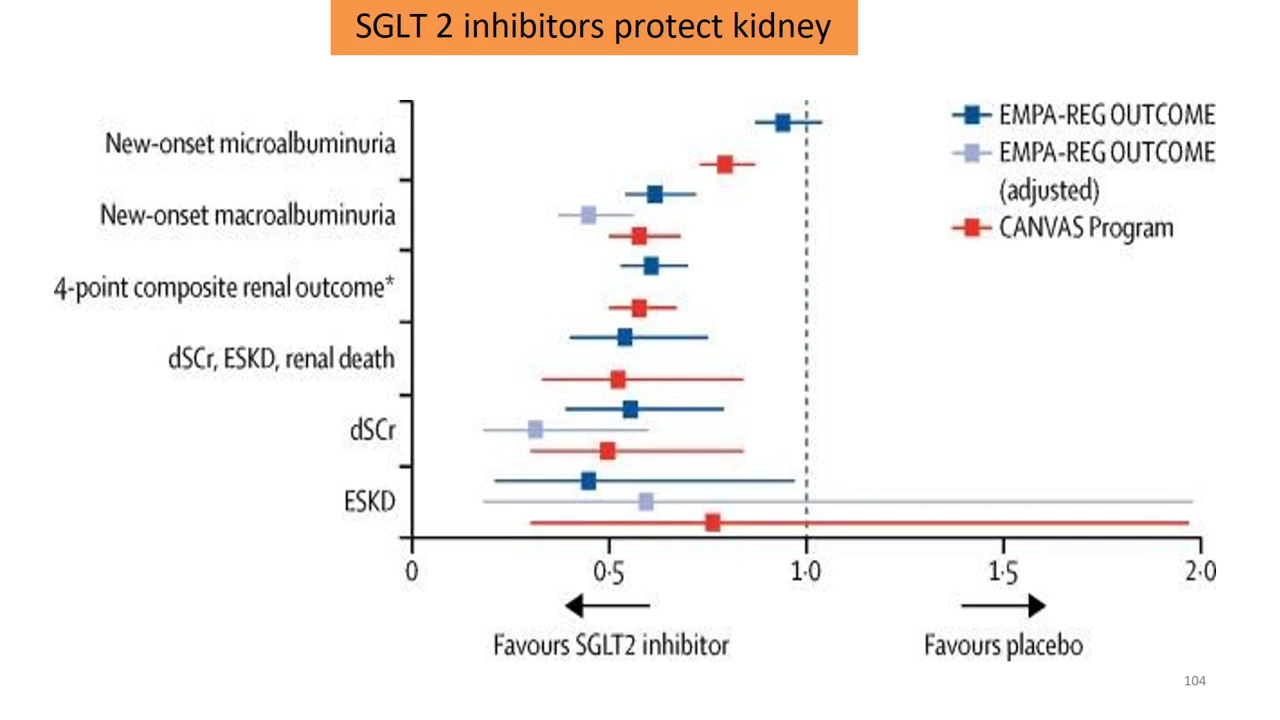 SGLT 2 inhibitors protect kidney
New-onset microalbuminuria
New-onset macroalbuminuria
4-point composite renal outcome*
dSCr, ESKD, renal death
dSCr
ESKD
EMPA-REG OUTCOME
EMPA-REG OUTCOME
(adjusted)
CANVAS Program
0 0·5 1·0 1·5 2·0
Favours SGLT2 inhibitor Favours placebo
104